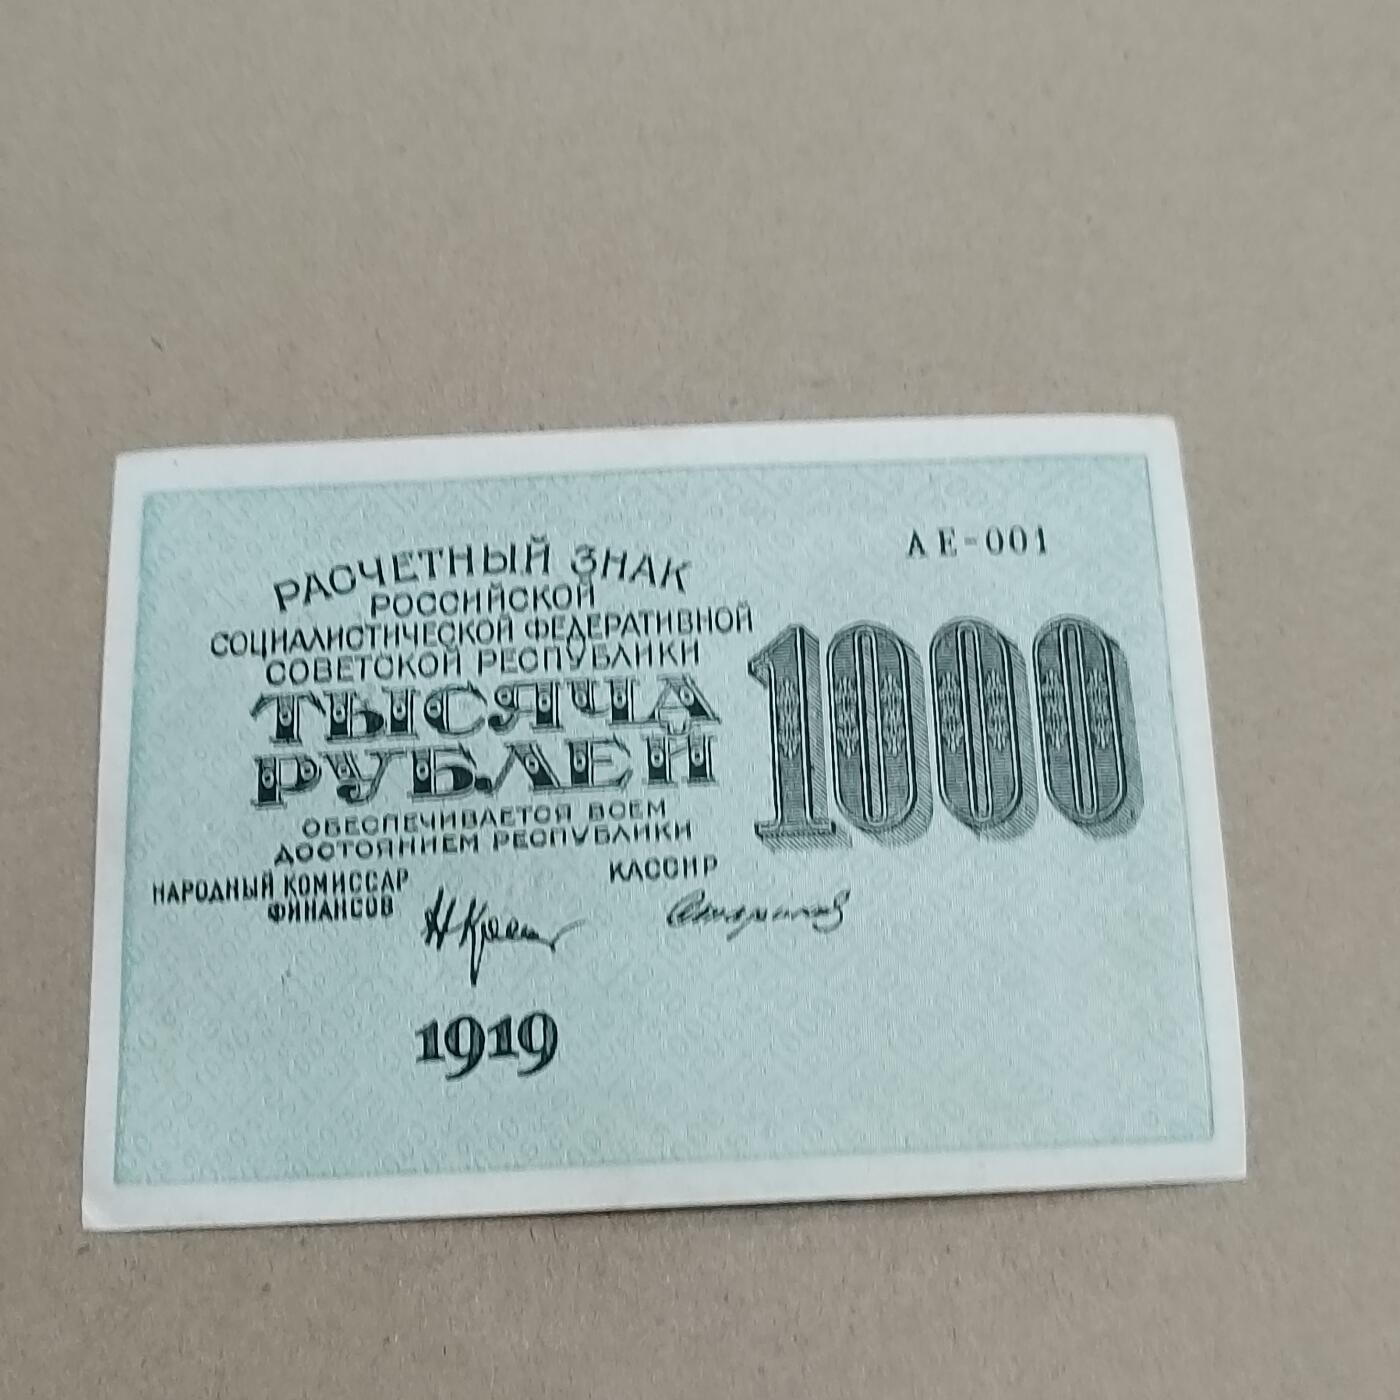 АЕ-001
РАСЧЕТНЫЙ ЗНАК
РОССИЙСКОЙ
СОЦИАЛИСТИЧЕСКОЙ ФЕДЕРАТИВНОЙ
СОВЕТСКОЙ РЕСПУБЛИКИ
ТЫСЯЧА
РУБЛЕЙ
1000
ОБЕСПЕЧИВАЕТСЯ ВСЕМ
ДОСТОЯНИЕМ РЕСПУБЛИКИ
НАРОДНЫЙ КОМИССАР
ФИНАНСОВ
КАССИР
1919